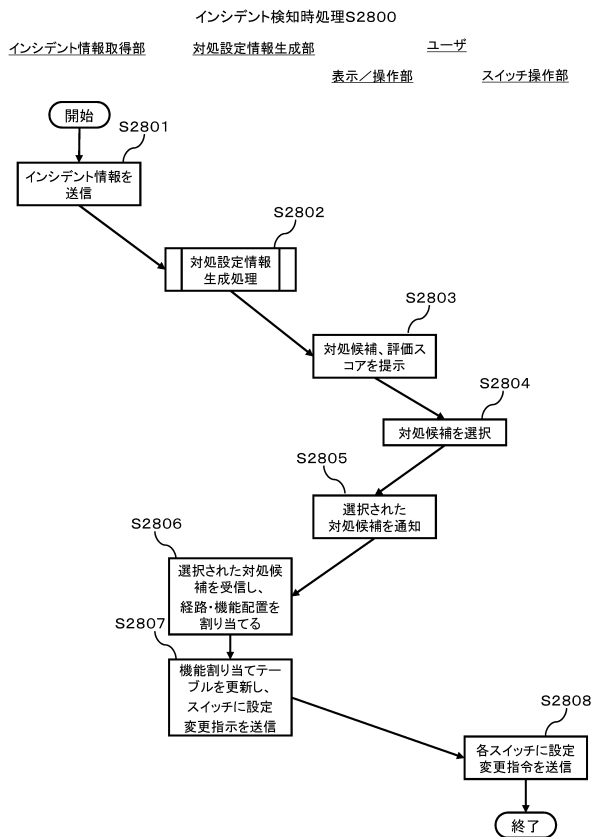 インシデント検知時処理S2800
インシデント情報取得部
対処設定情報生成部
ユーザ
表示／操作部
スイッチ操作部
開始
S2801
インシデント情報を
送信
S2802
対処設定情報
生成処理
S2803
対処候補、評価ス
コアを提示
S2804
対処候補を選択
S2805
選択された
対処候補を通知
S2806
選択された対処候
補を受信し、
経路・機能配置を
割り当てる
S2807
機能割り当てテー
ブルを更新し、
スイッチに設定
変更指示を送信
S2808
各スイッチに設定
変更指令を送信
終了